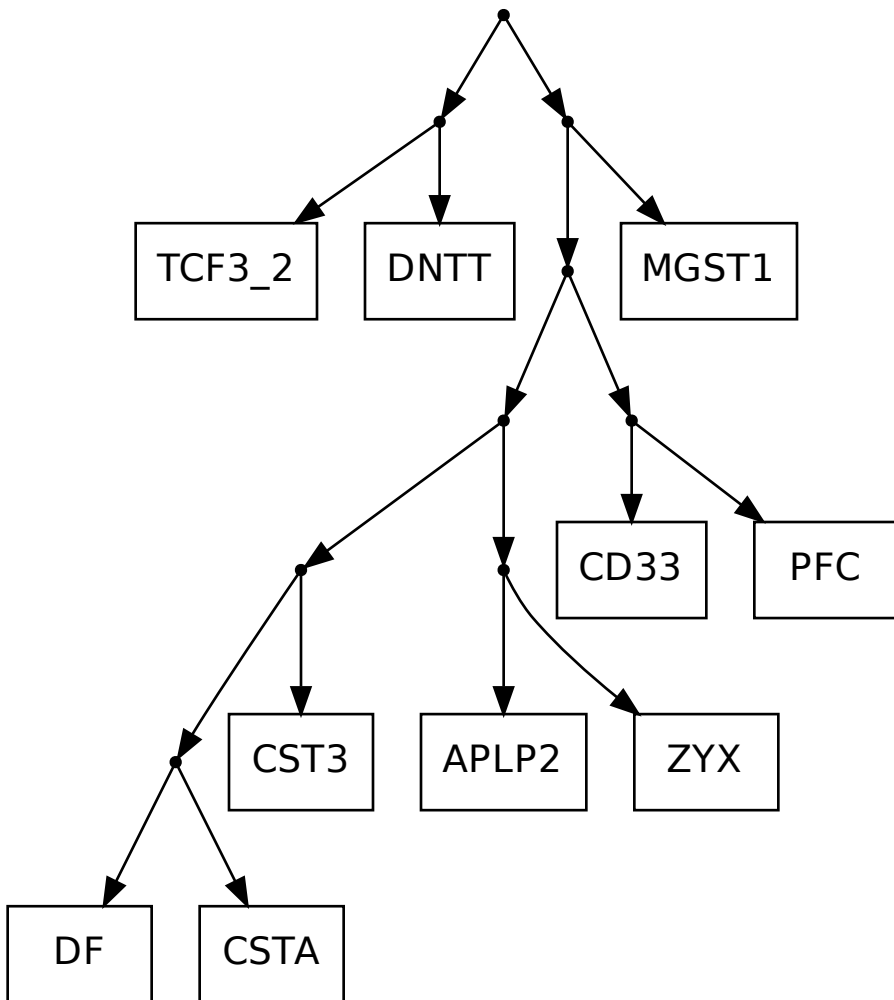 TCF3_2
DNTT
MGST1
CD33
PFC
CST3
APLP2
ZYX
DF
CSTA